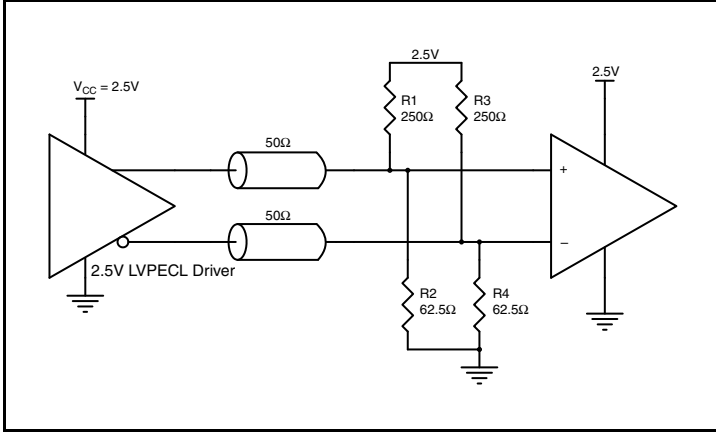 2.5V
V_CC = 2.5V
2.5V
R1
250Ω
R3
250Ω
50Ω
+
50Ω
–
2.5V LVPECL Driver
R2
62.5Ω
R4
62.5Ω